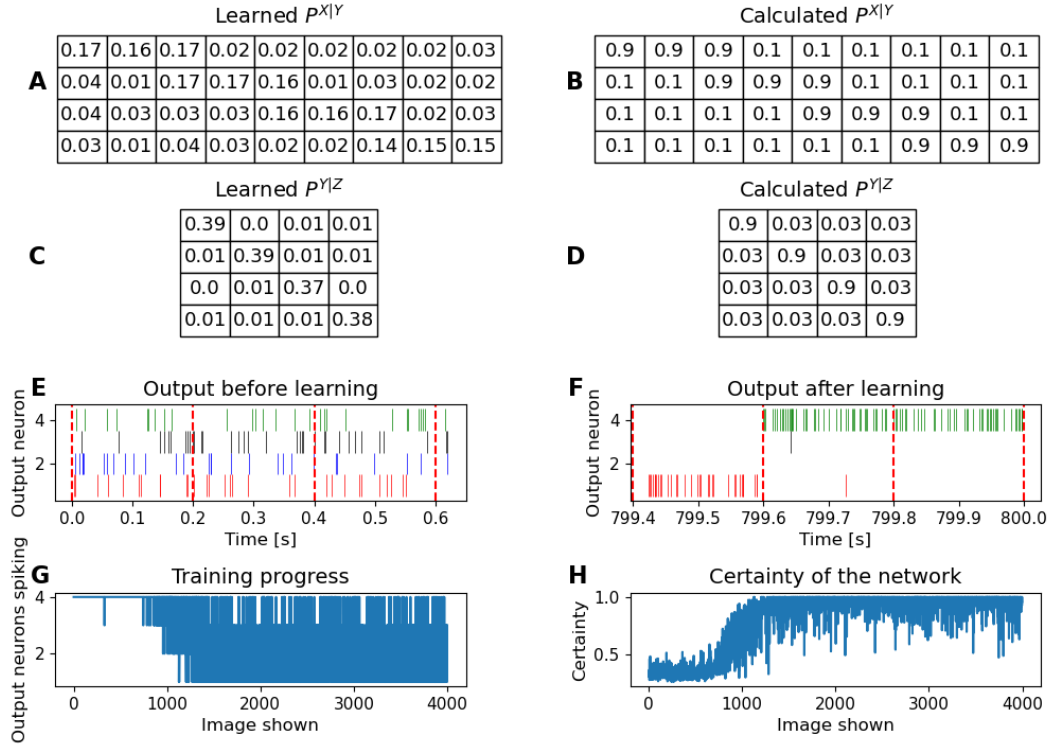 Learned P^{X|Y}
A
0.17 0.16 0.17 0.02 0.02 0.02 0.02 0.02 0.03
0.04 0.01 0.17 0.17 0.16 0.01 0.03 0.02 0.02
0.04 0.03 0.03 0.03 0.16 0.16 0.17 0.02 0.03
0.03 0.01 0.04 0.03 0.02 0.02 0.14 0.15 0.15
Calculated P^{X|Y}
B
0.9 0.9 0.9 0.1 0.1 0.1 0.1 0.1 0.1
0.1 0.1 0.9 0.9 0.9 0.1 0.1 0.1 0.1
0.1 0.1 0.1 0.1 0.9 0.9 0.9 0.1 0.1
0.1 0.1 0.1 0.1 0.1 0.1 0.9 0.9 0.9
Learned P^{Y|Z}
C
0.39 0.0 0.01 0.01
0.01 0.39 0.01 0.01
0.0 0.01 0.37 0.0
0.01 0.01 0.01 0.38
Calculated P^{Y|Z}
D
0.9 0.03 0.03 0.03
0.03 0.9 0.03 0.03
0.03 0.03 0.9 0.03
0.03 0.03 0.03 0.9
E
Output before learning
Output neuron
4
2
0.0 0.1 0.2 0.3 0.4 0.5 0.6
Time [s]
F
Output after learning
Output neuron
4
2
799.4 799.5 799.6 799.7 799.8 799.9 800.0
Time [s]
G
Training progress
Output neurons spiking
4
2
0 1000 2000 3000 4000
Image shown
H
Certainty of the network
Certainty
1.0
0.5
0 1000 2000 3000 4000
Image shown